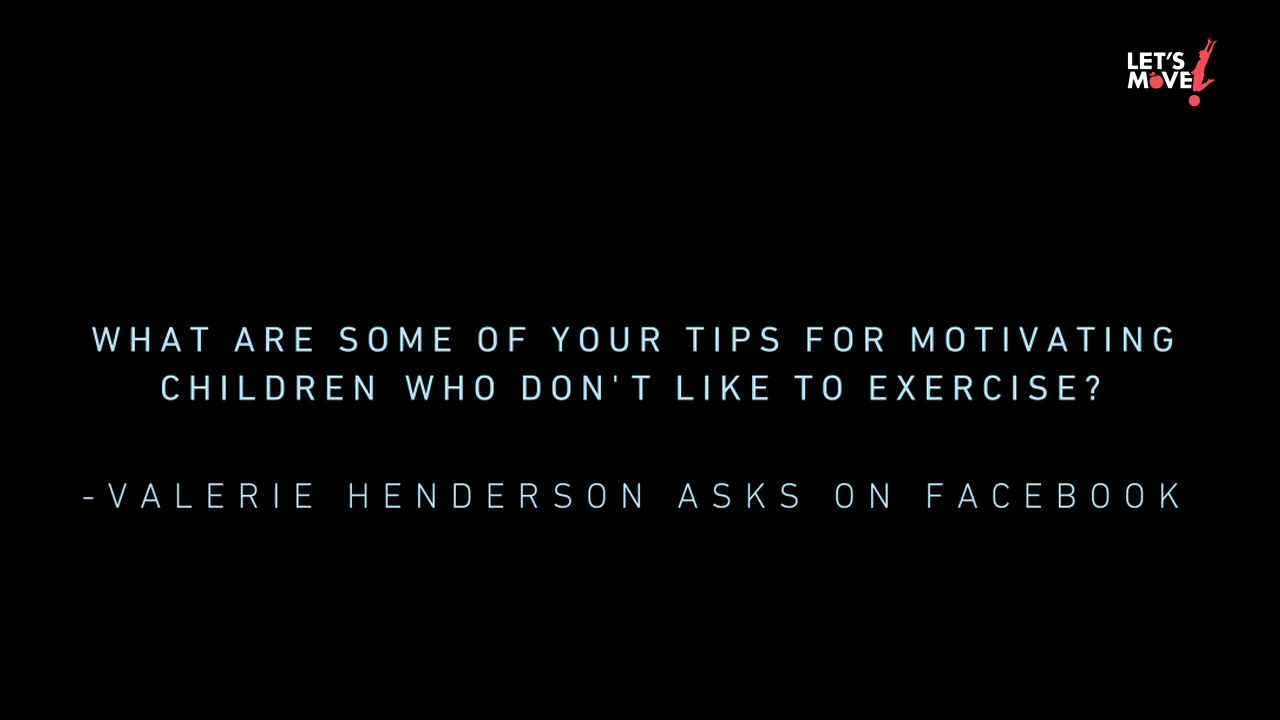 LET'S
MOVE!
WHAT ARE SOME OF YOUR TIPS FOR MOTIVATING
CHILDREN WHO DON'T LIKE TO EXERCISE?
-VALERIE HENDERSON ASKS ON FACEBOOK